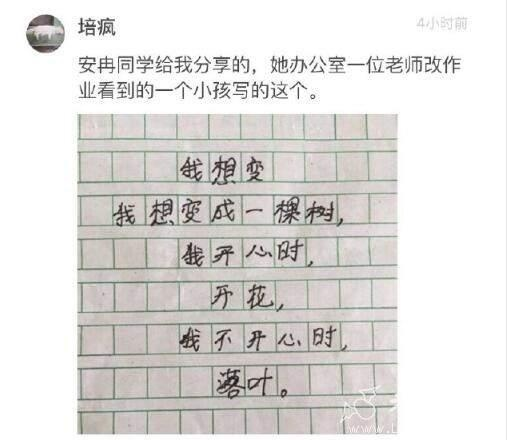 培疯
4小时前
安冉同学给我分享的，她办公室一位老师改作
业看到的一个小孩写的这个。
我想变
我想变成一棵树，
我开心时，
开花，
我不开心时，
落叶。